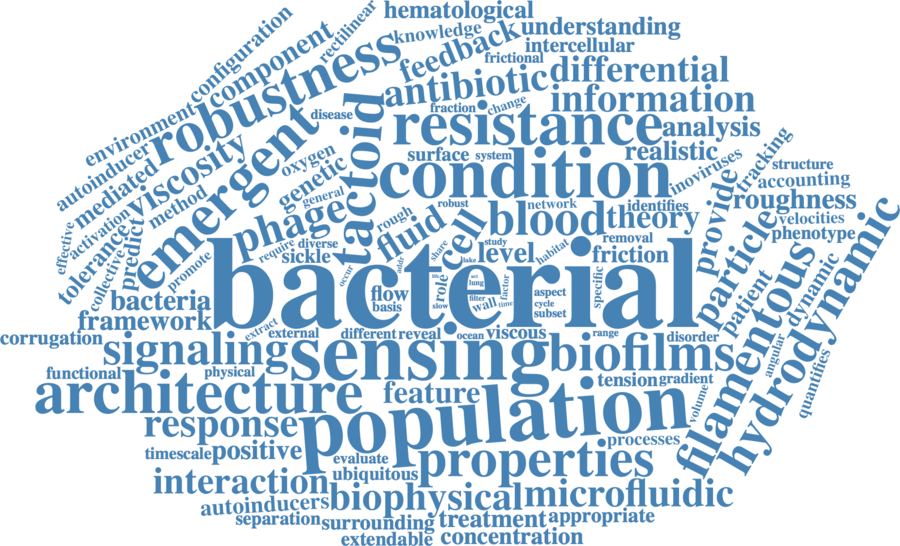 hematological
knowledge
understanding
rectilinear
configuration
component
feedback
intercellular
frictional
robustness
antibiotic
differential
information
environment
disease
fraction
change
resistance
analysis
autoinducer
mediated
viscosity
emergent
tactoid
oxygen
surface
system
realistic
condition
inoviruses
tracking
structure
accounting
method
genetic
general
activation
effective
tolerance
predict
collective
phage
rough
robust
network
identifies
provide
roughness
velocities
phenotype
fluid
cell
blood
theory
promote
require
diverse
sickle
occur
addr
share
study
level
habitat
removal
friction
particle
bacterial
bacteria
framework
flow
basis
role
life
slow
lake
lung
act
filter
wall
time
factor
aspect
cycle
subset
specific
patient
filamentous
dynamic
hydrodynamic
corrugation
extract
external
different
reveal
ocean
viscous
range
disorder
signaling
sensing
biofilms
angular
quantifies
functional
physical
tension
gradient
volume
architecture
feature
population
response
timescale
positive
evaluate
processes
ubiquitous
properties
interaction
biophysical
microfluidic
autoinducers
separation
surrounding
treatment
appropriate
extendable
concentration